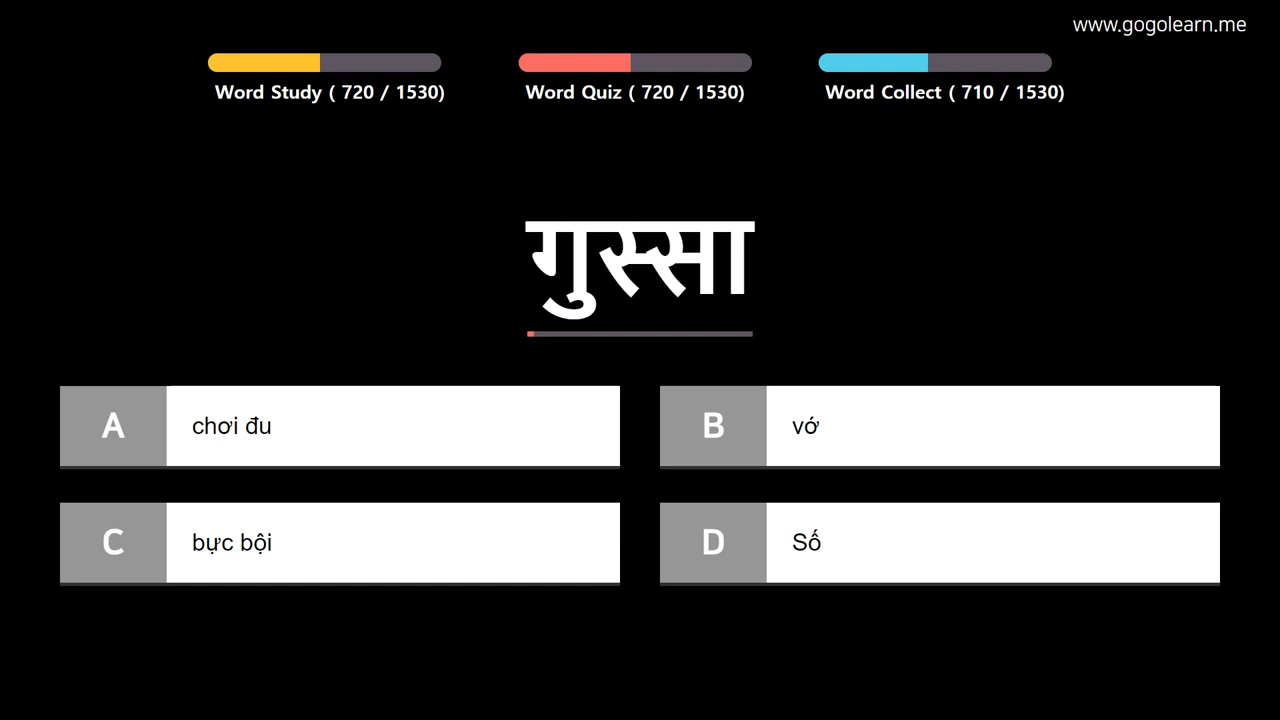 www.gogolearn.me
Word Study ( 720 / 1530)
Word Quiz ( 720 / 1530)
Word Collect ( 710 / 1530)
गुस्सा
A chơi đu
B vớ
C bực bội
D Số